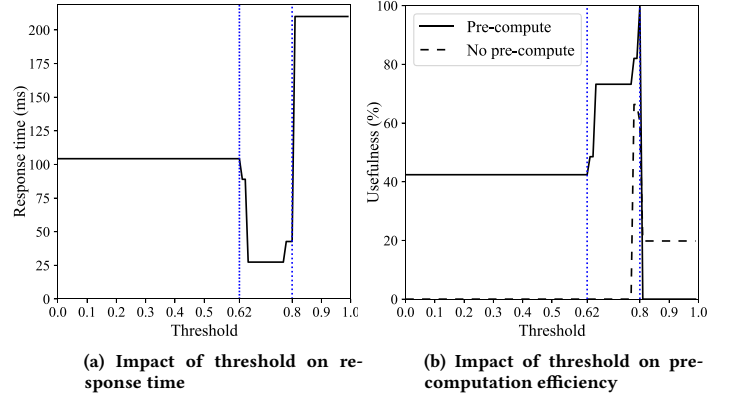 200
175
150
125
100
75
50
25
0
Response time (ms)
0.0 0.1 0.2 0.3 0.4 0.5 0.62 0.8 0.9 1.0
Threshold
(a) Impact of threshold on re-
sponse time
100
80
60
40
20
0
Usefulness (%)
Pre-compute
No pre-compute
0.0 0.1 0.2 0.3 0.4 0.5 0.62 0.8 0.9 1.0
Threshold
(b) Impact of threshold on pre-
computation efficiency